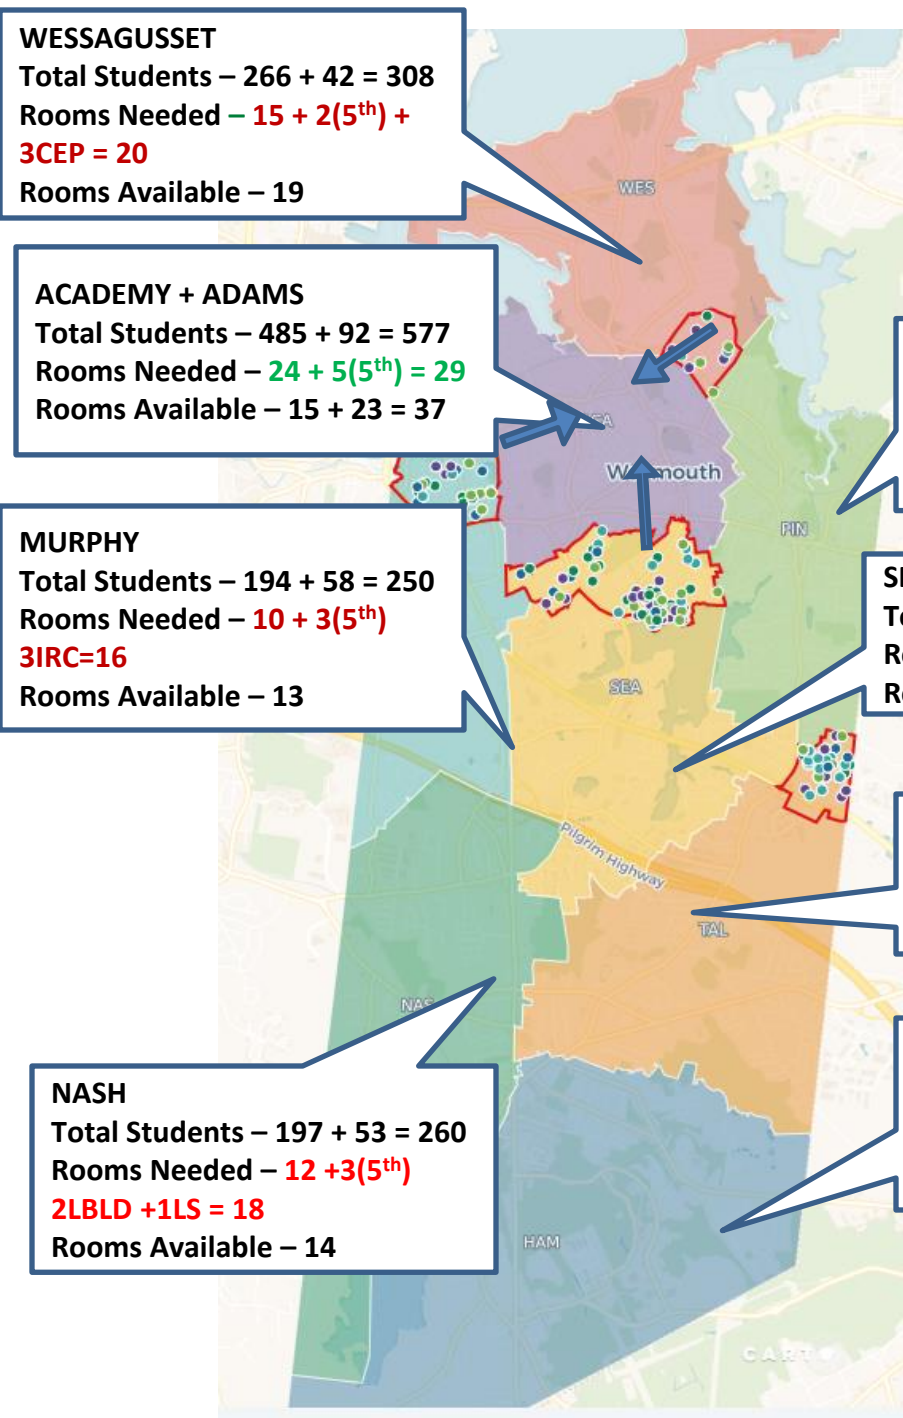 WESSAGUSSET
Total Students – 266 + 42 = 308
Rooms Needed – 15 + 2(5th) +
3CEP = 20
Rooms Available – 19
WES
ACADEMY + ADAMS
Total Students – 485 + 92 = 577
Rooms Needed – 24 + 5(5th) = 29
Rooms Available – 15 + 23 = 37
PIN
MURPHY
Total Students – 194 + 58 = 250
Rooms Needed – 10 + 3(5th)
3IRC=16
Rooms Available – 13
SEA
Pilgrim Highway
TAL
NASH
Total Students – 197 + 53 = 260
Rooms Needed – 12 +3(5th)
2LBLD +1LS = 18
Rooms Available – 14
HAM
CARTO